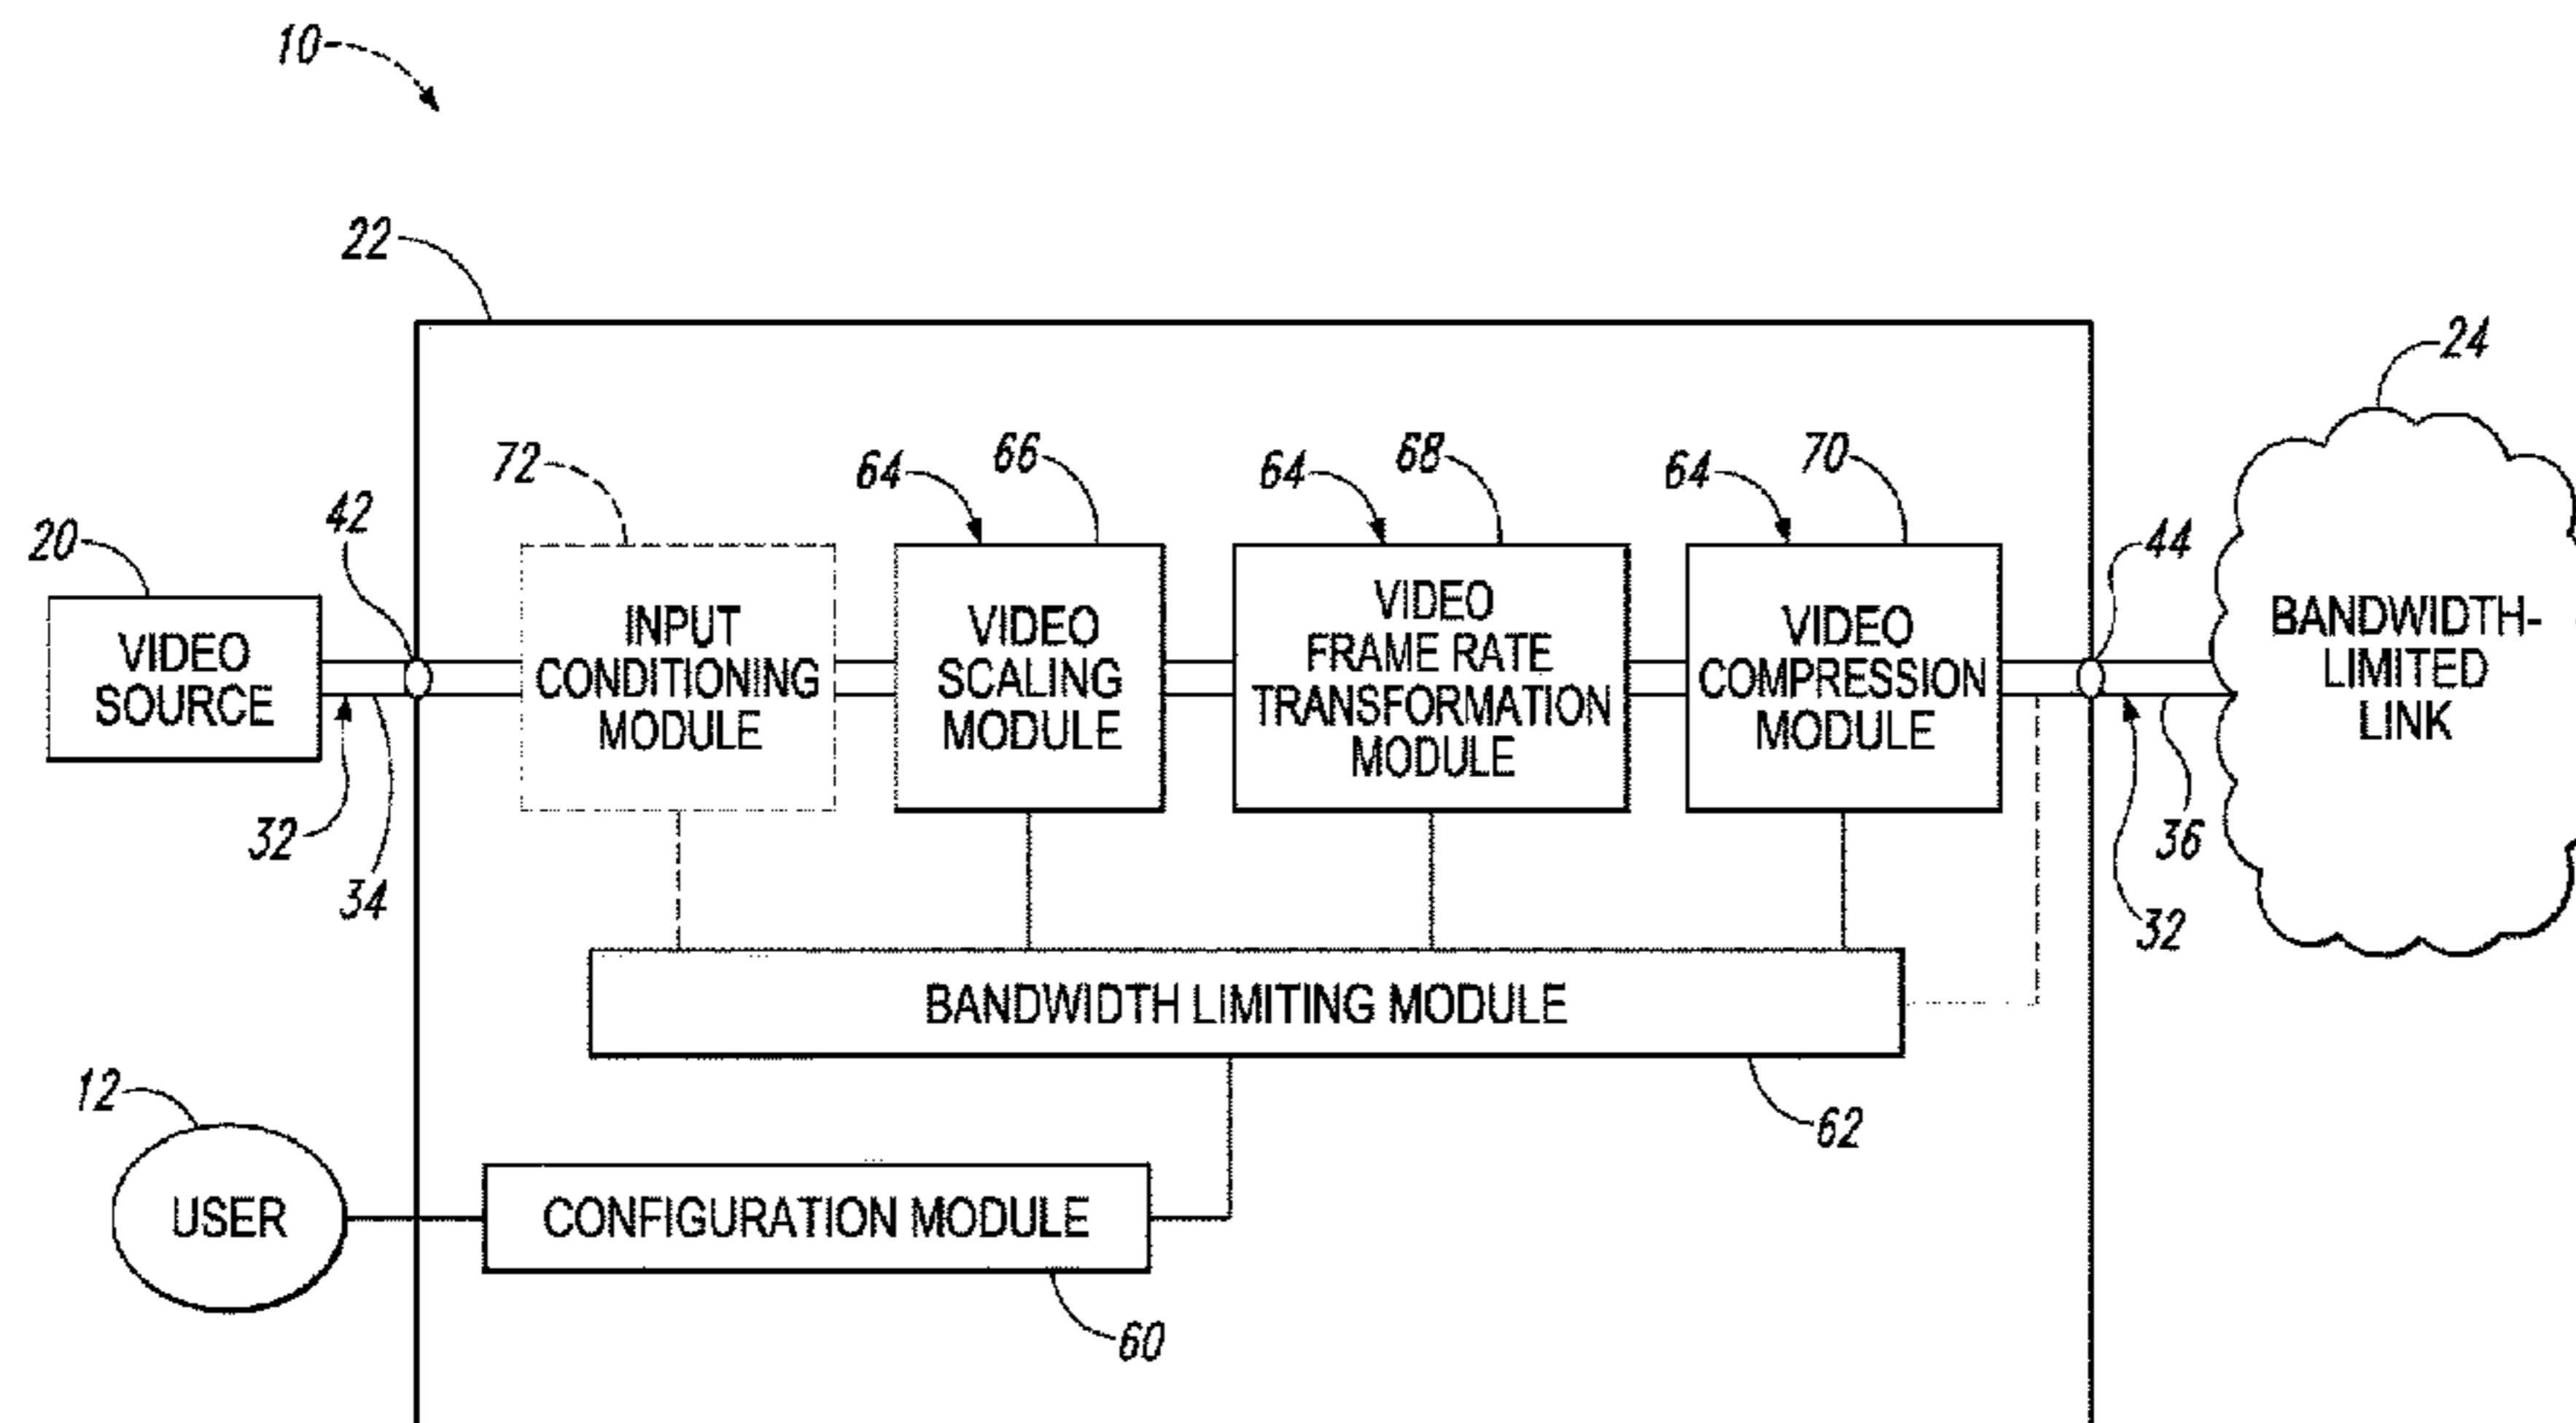 10
22
24
72
64
66
64
68
64
70
42
44
20
VIDEO
SOURCE
INPUT
CONDITIONING
MODULE
VIDEO
SCALING
MODULE
VIDEO
FRAME RATE
TRANSFORMATION
MODULE
VIDEO
COMPRESSION
MODULE
BANDWIDTH-
LIMITED
LINK
32
34
36
32
BANDWIDTH LIMITING MODULE
12
62
USER
CONFIGURATION MODULE
60